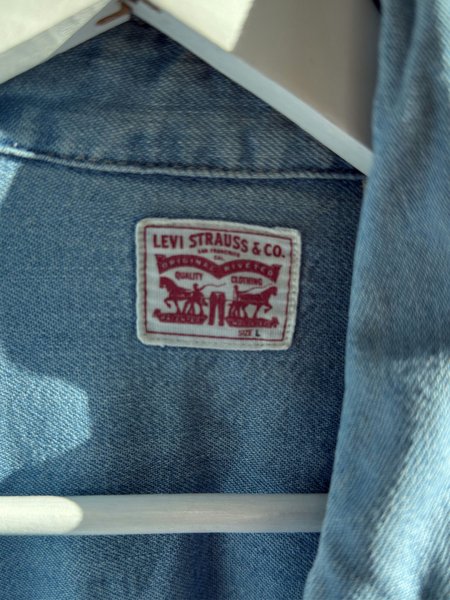 LEVI STRAUSS & CO.
SAN FRANCISCO
CAL.
ORIGINAL RIVETED
QUALITY CLOTHING
SIZE L